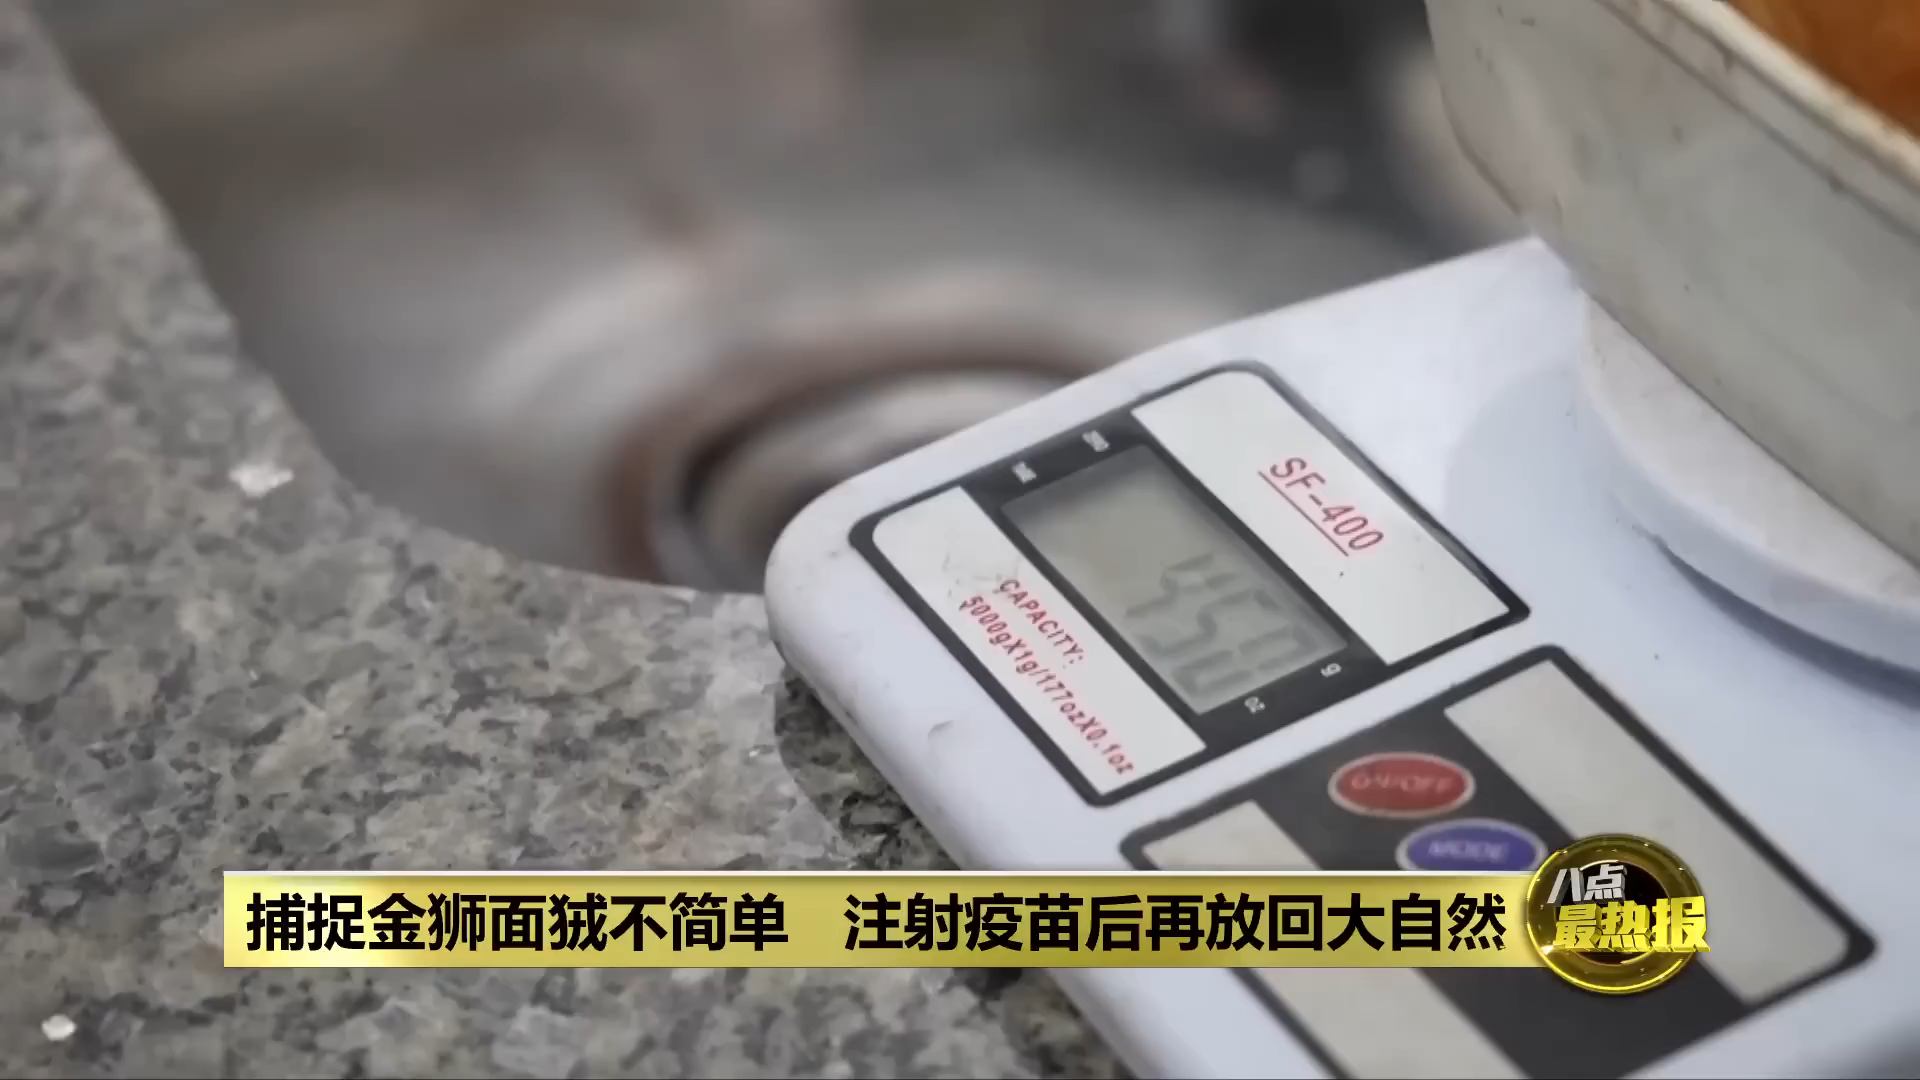 SF-400
CAPACITY:
5000gX1g/177ozX0.1oz
g
oz
ON/OFF
MODE
捕捉金狮面狨不简单 注射疫苗后再放回大自然
八点
最热报